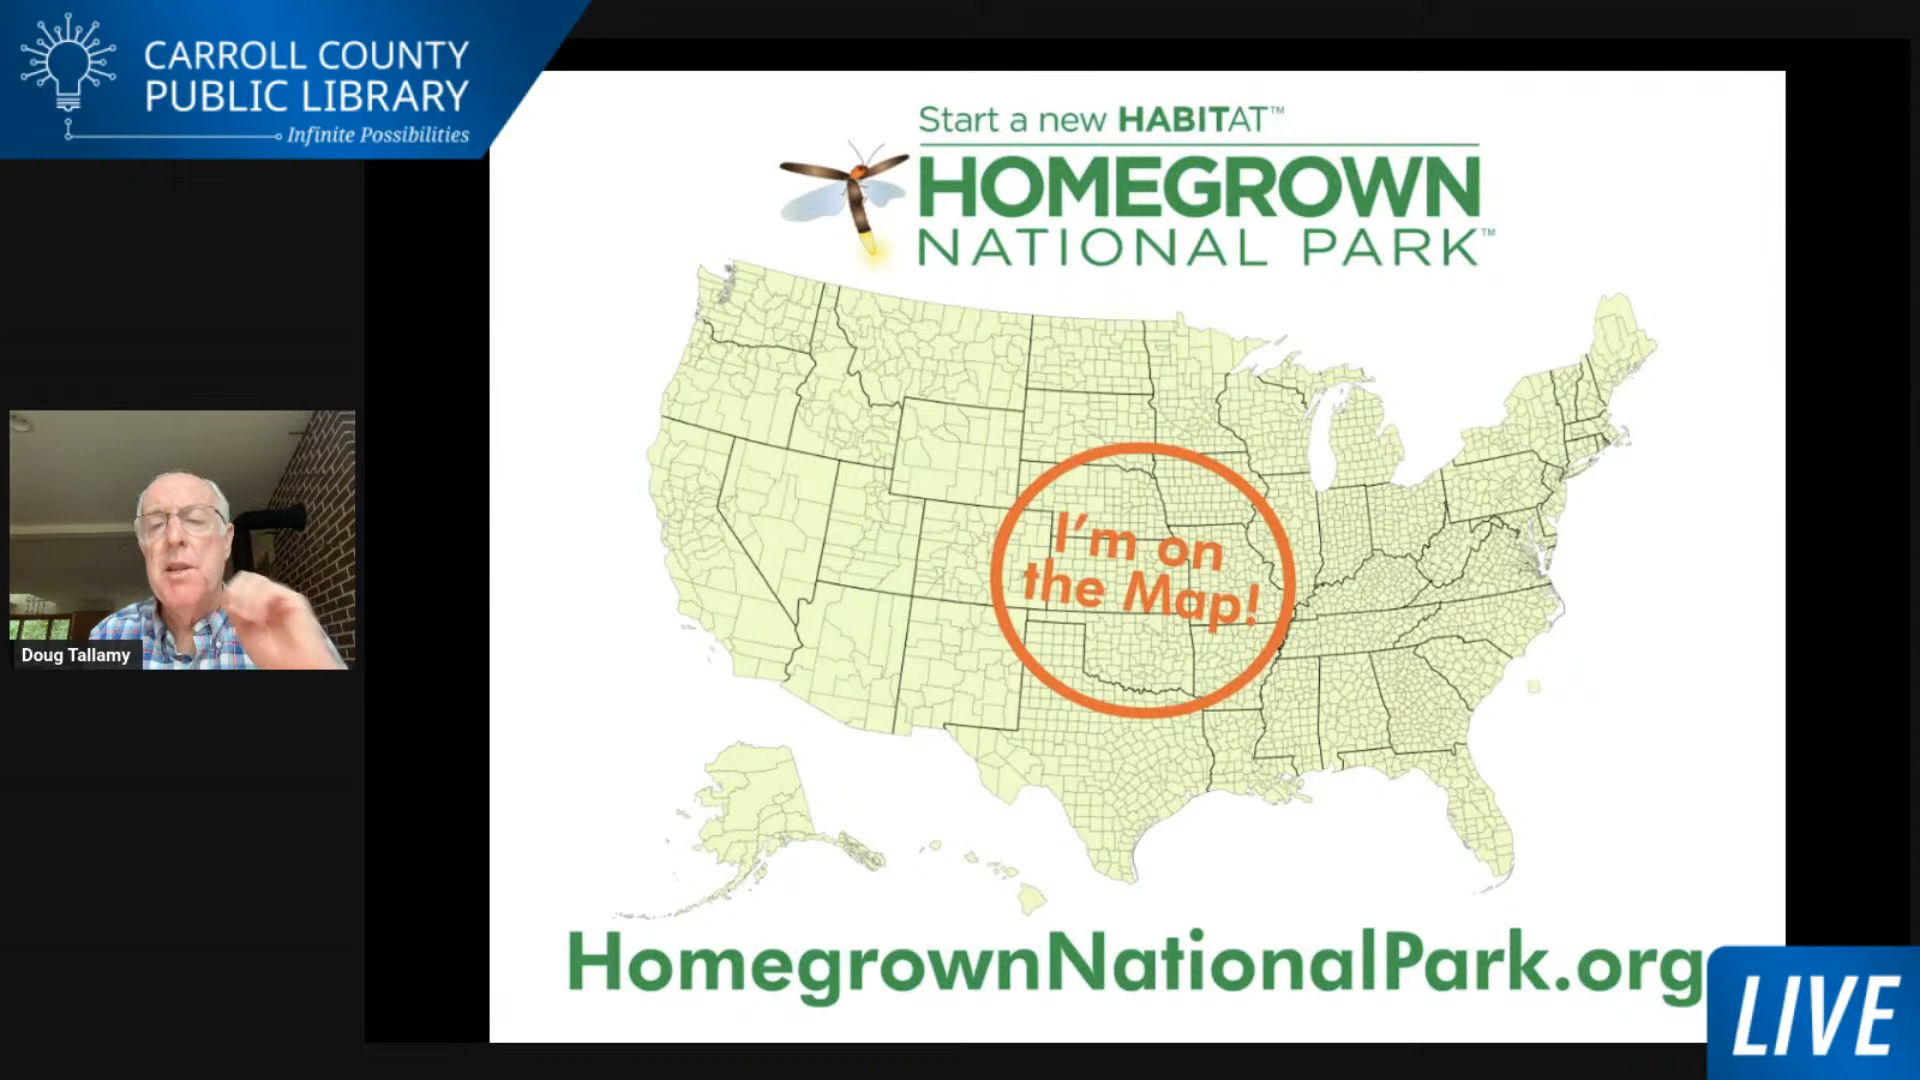 CARROLL COUNTY
PUBLIC LIBRARY
Infinite Possibilities
Start a new HABITAT™
HOMEGROWN
NATIONAL PARK™
I'm on
the Map!
Doug Tallamy
HomegrownNationalPark.org
LIVE